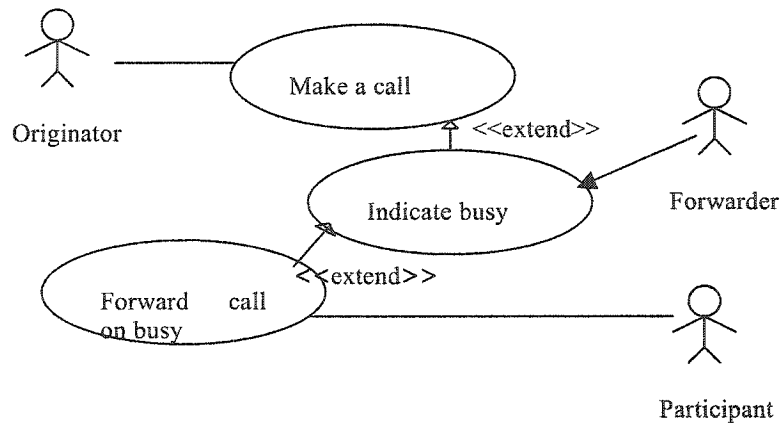 Make a call
Originator
<<extend>>
Indicate busy
Forwarder
<<extend>>
Forward call
on busy
Participant